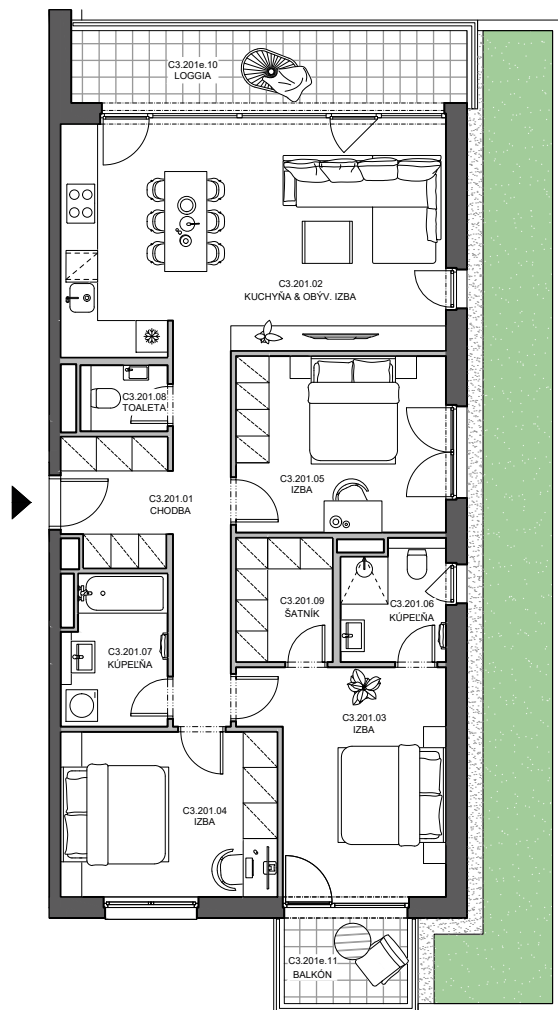 C3.201e.10
LOGGIA
C3.201.02
KUCHYŇA & OBÝV. IZBA
C3.201.08
TOALETA
C3.201.05
IZBA
C3.201.01
CHODBA
C3.201.09
ŠATNÍK
C3.201.06
KÚPEĽŇA
C3.201.07
KÚPEĽŇA
C3.201.03
IZBA
C3.201.04
IZBA
C3.201e.11
BALKÓN